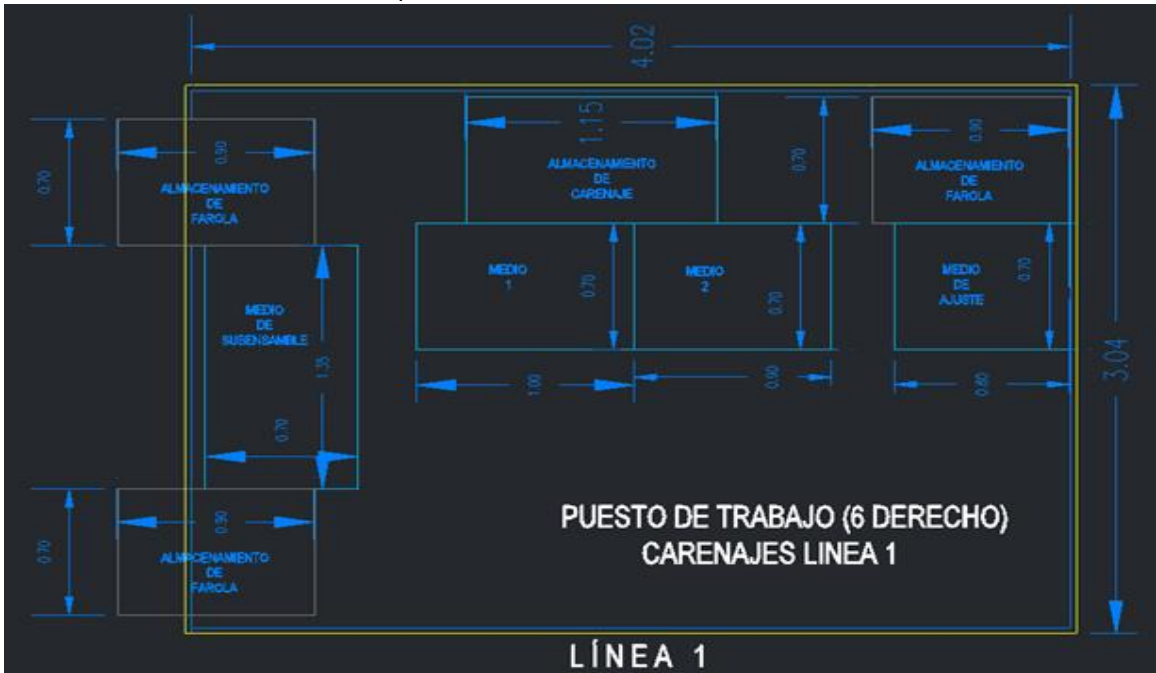 4.02
0.90
0.70
ALMACENAMIENTO
DE
FAROLA
1.15
ALMACENAMIENTO
DE
CARENAJE
0.70
0.90
ALMACENAMIENTO
DE
FAROLA
MEDIO
DE
SUBENSAMBLE
1.35
0.70
MEDIO
1
0.70
MEDIO
2
0.70
MEDIO
DE
AJUSTE
0.70
1.00
0.90
0.80
3.04
0.90
0.70
ALMACENAMIENTO
DE
FAROLA
PUESTO DE TRABAJO (6 DERECHO)
CARENAJES LINEA 1
LÍNEA 1